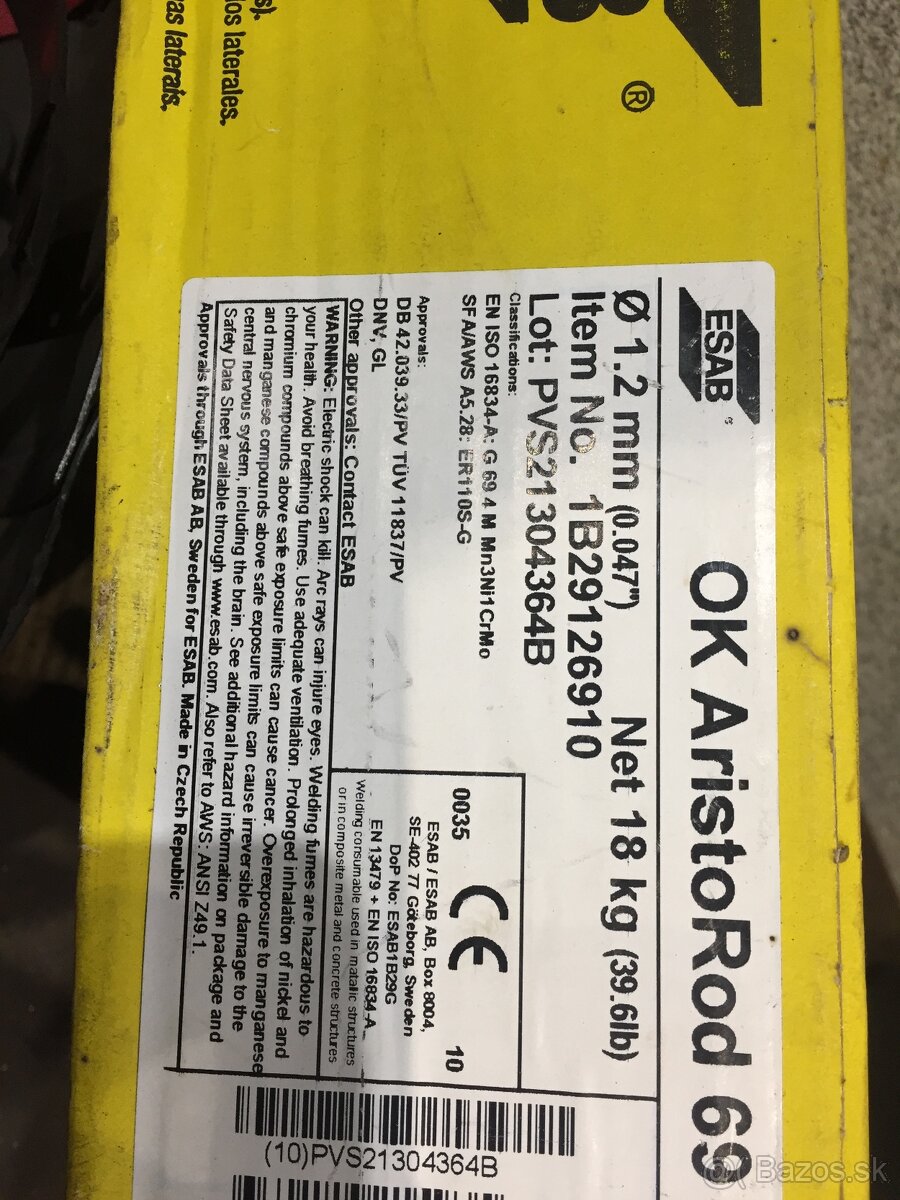 s).
os laterales.
as laterais.
®
ESAB
OK AristoRod 69
Ø 1.2 mm (0.047") Net 18 kg (39.6lb)
Item No. 1B29126910
Lot: PVS21304364B
Classifications:
EN ISO 16834-A: G 69 4 M Mn3Ni1CrMo
SFA/AWS A5.28: ER110S-G
Approvals:
DB 42.039.33/PV TÜV 11837/PV
DNV, GL
Other approvals: Contact ESAB
0035 CE 10
ESAB / ESAB AB, Box 8004,
SE-402 77 Göteborg, Sweden
DoP No: ESAB1B29G
EN 13479 + EN ISO 16834-A
Welding consumable used in matallic structures
or in composite metal and concrete structures
WARNING: Electric shock can kill. Arc rays can injure eyes. Welding fumes are hazardous to
your health. Avoid breathing fumes. Use adequate ventilation. Prolonged inhalation of nickel and
chromium compounds above safe exposure limits can cause cancer. Overexposure to manganese
and manganese compounds above safe exposure limits can cause irreversible damage to the
central nervous system, including the brain. See additional hazard information on package and
Safety Data Sheet available through www.esab.com. Also refer to AWS: ANSI Z49.1.
Approvals through ESAB AB, Sweden for ESAB. Made in Czech Republic
(10)PVS21304364B
Bazos.sk